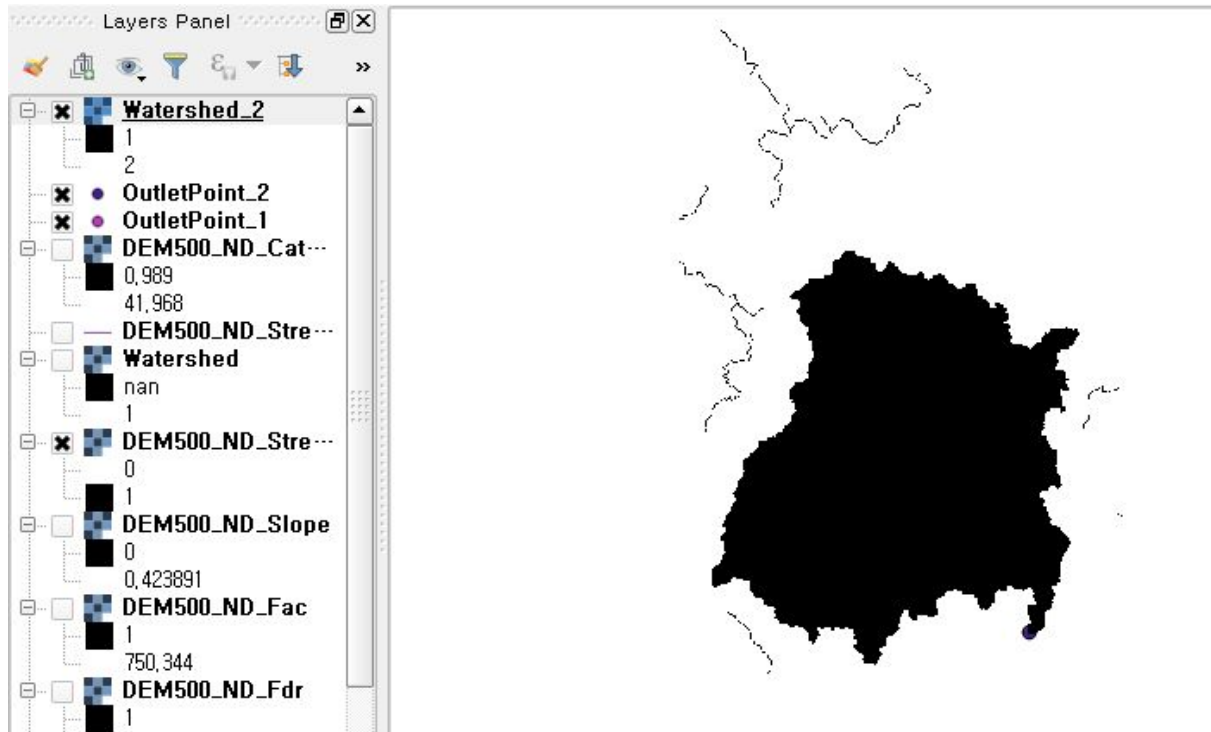 Layers Panel
»
Watershed_2
1
2
OutletPoint_2
OutletPoint_1
DEM500_ND_Cat···
0,989
41,968
DEM500_ND_Stre···
Watershed
nan
1
DEM500_ND_Stre···
0
1
DEM500_ND_Slope
0
0,423891
DEM500_ND_Fac
1
750,344
DEM500_ND_Fdr
1